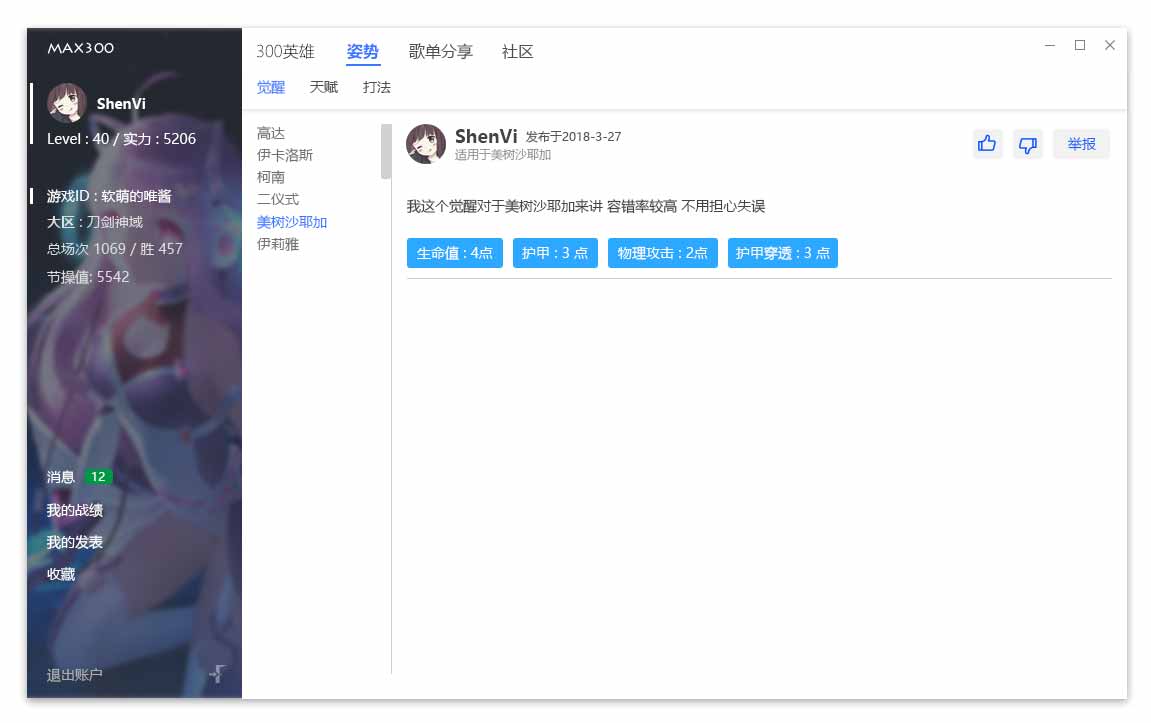 MAX300
ShenVi
Level : 40 / 实力 : 5206
游戏ID : 软萌的唯酱
大区 : 刀剑神域
总场次 1069 / 胜 457
节操值: 5542
消息 12
我的战绩
我的发表
收藏
退出账户
300英雄 姿势 歌单分享 社区
觉醒 天赋 打法
高达
伊卡洛斯
柯南
二仪式
美树沙耶加
伊莉雅
ShenVi 发布于2018-3-27
适用于美树沙耶加
举报
我这个觉醒对于美树沙耶加来讲 容错率较高 不用担心失误
生命值 : 4点 护甲 : 3 点 物理攻击 : 2点 护甲穿透 : 3 点